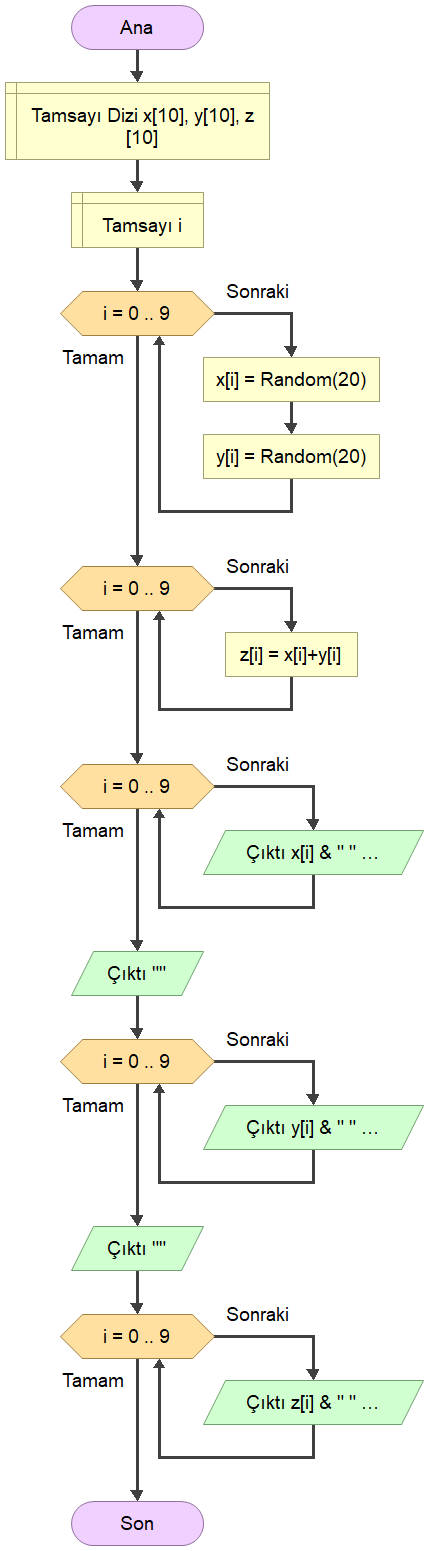 Ana
Tamsayı Dizi x[10], y[10], z
[10]
Tamsayı i
i = 0 .. 9
Sonraki
Tamam
x[i] = Random(20)
y[i] = Random(20)
i = 0 .. 9
Sonraki
Tamam
z[i] = x[i]+y[i]
i = 0 .. 9
Sonraki
Tamam
Çıktı x[i] & " " ...
Çıktı ""
i = 0 .. 9
Sonraki
Tamam
Çıktı y[i] & " " ...
Çıktı ""
i = 0 .. 9
Sonraki
Tamam
Çıktı z[i] & " " ...
Son